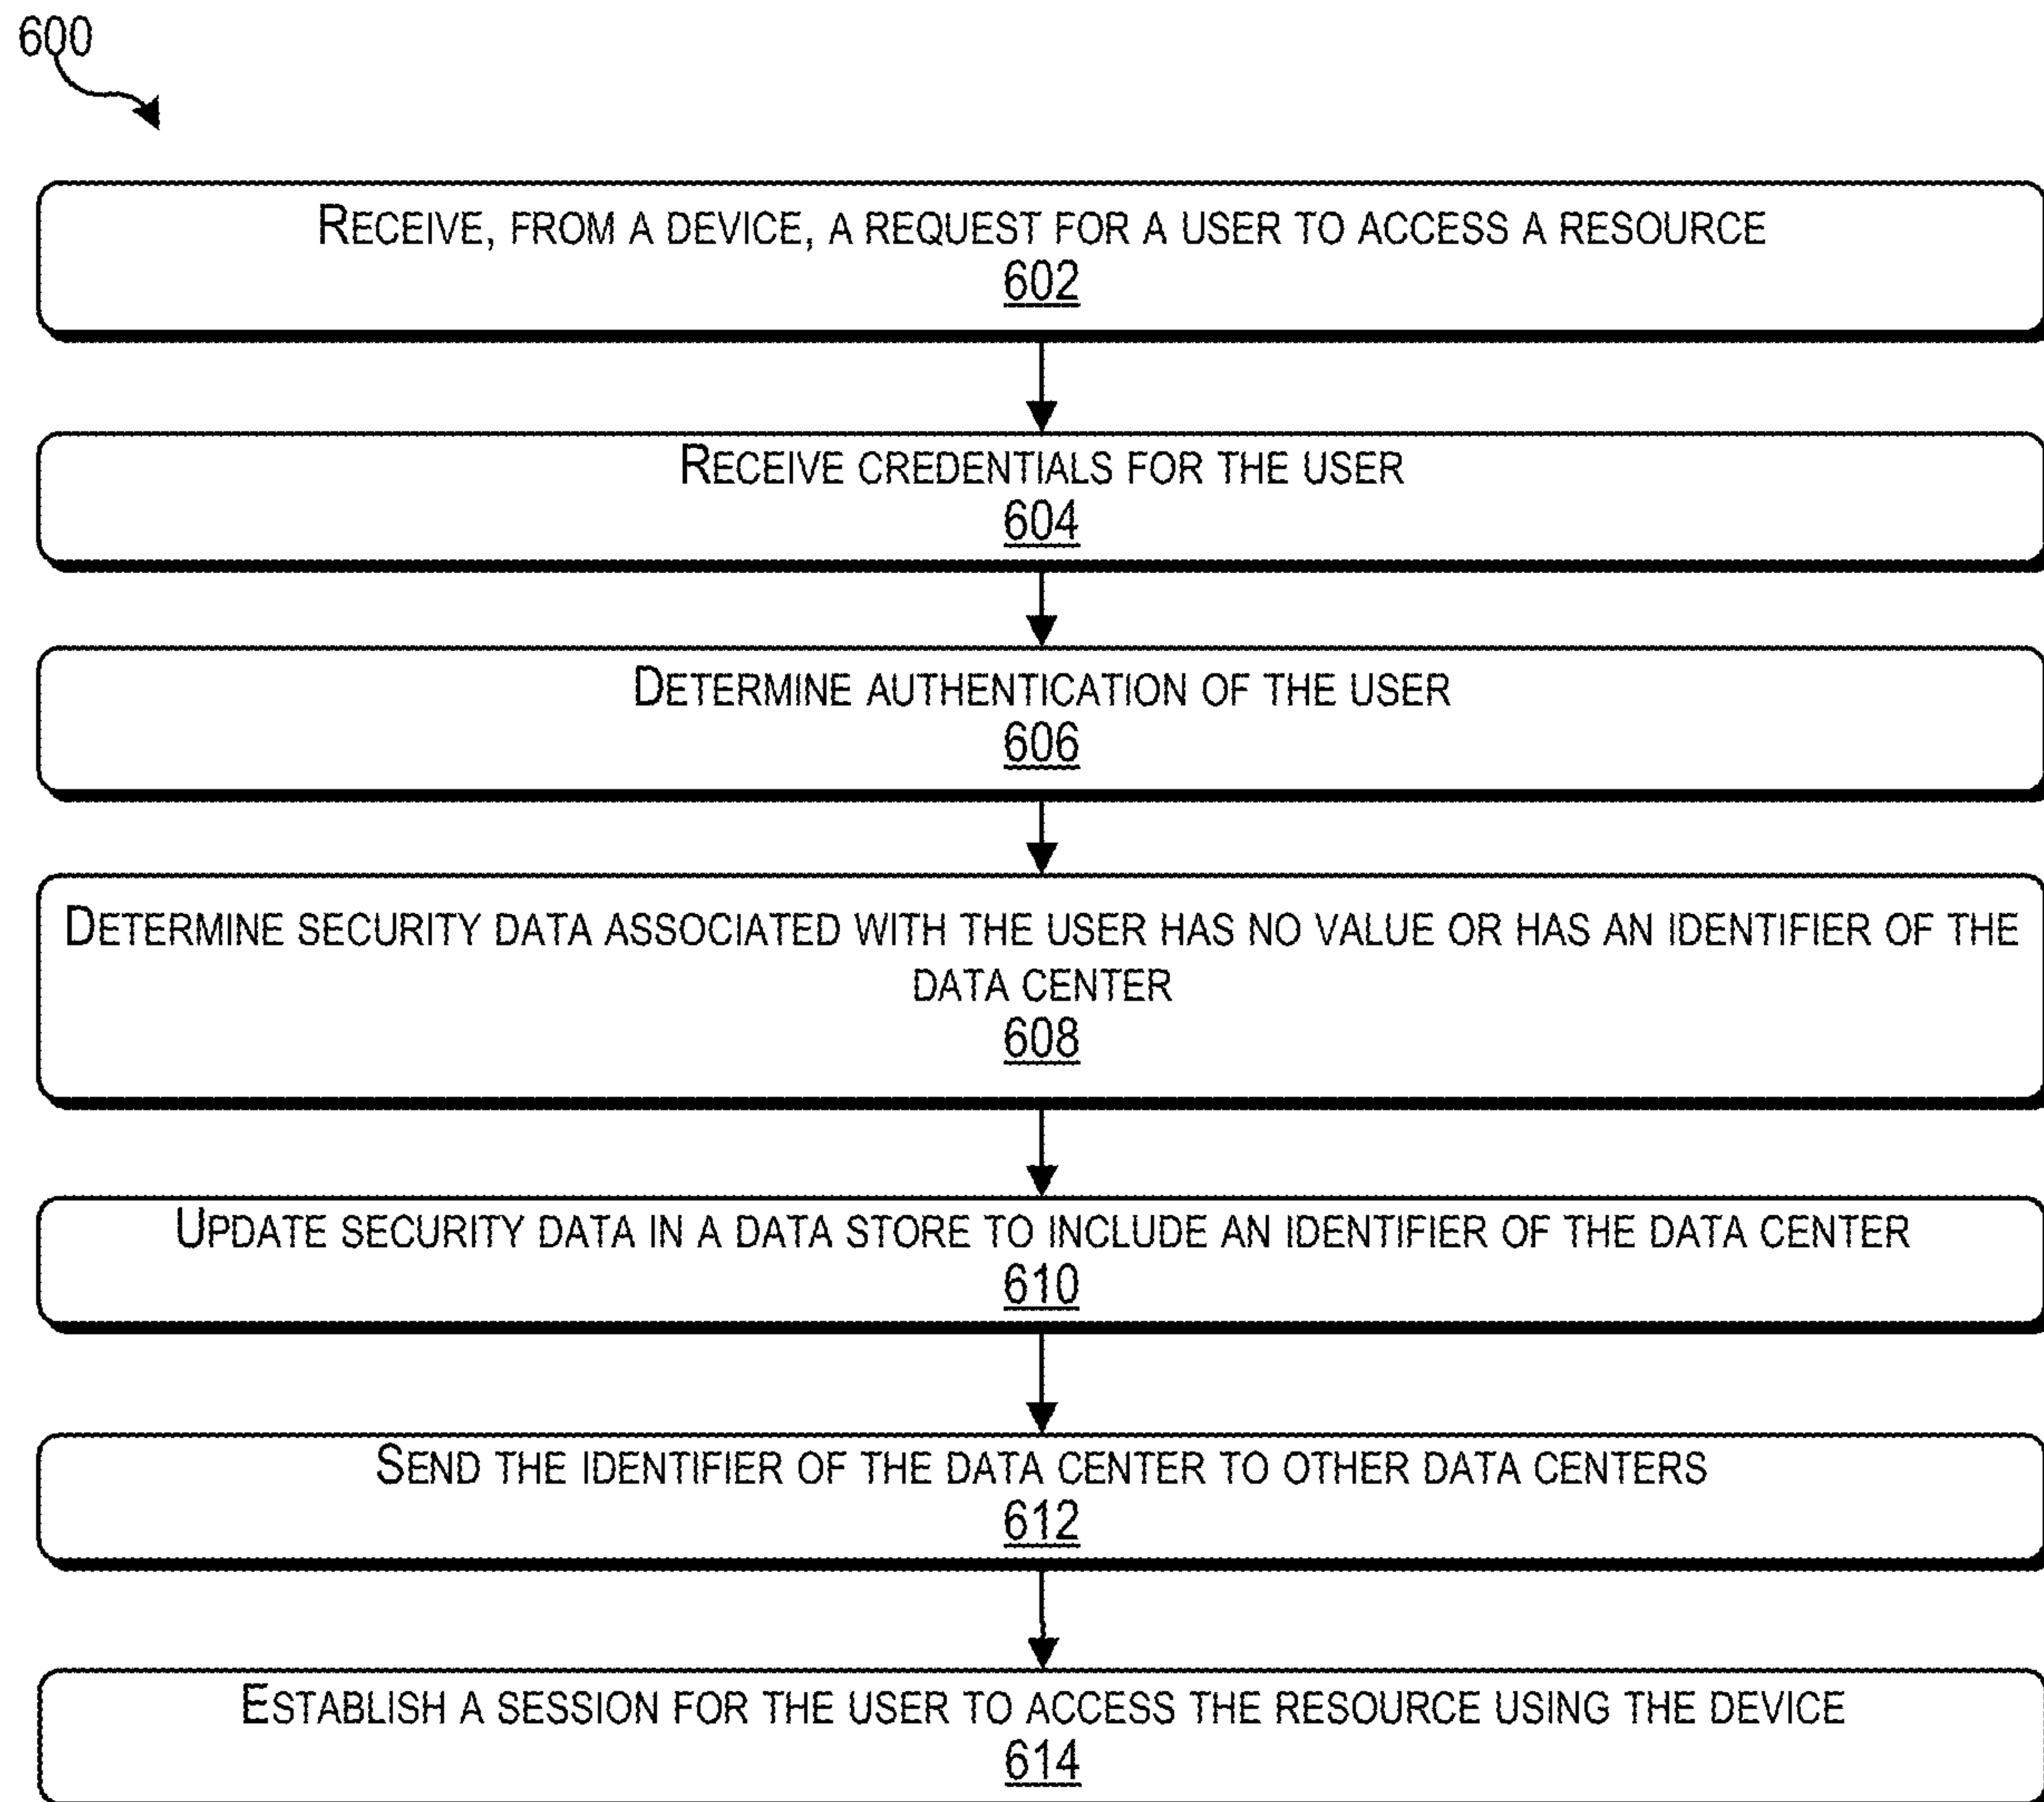 600
RECEIVE, FROM A DEVICE, A REQUEST FOR A USER TO ACCESS A RESOURCE
602
RECEIVE CREDENTIALS FOR THE USER
604
DETERMINE AUTHENTICATION OF THE USER
606
DETERMINE SECURITY DATA ASSOCIATED WITH THE USER HAS NO VALUE OR HAS AN IDENTIFIER OF THE
DATA CENTER
608
UPDATE SECURITY DATA IN A DATA STORE TO INCLUDE AN IDENTIFIER OF THE DATA CENTER
610
SEND THE IDENTIFIER OF THE DATA CENTER TO OTHER DATA CENTERS
612
ESTABLISH A SESSION FOR THE USER TO ACCESS THE RESOURCE USING THE DEVICE
614